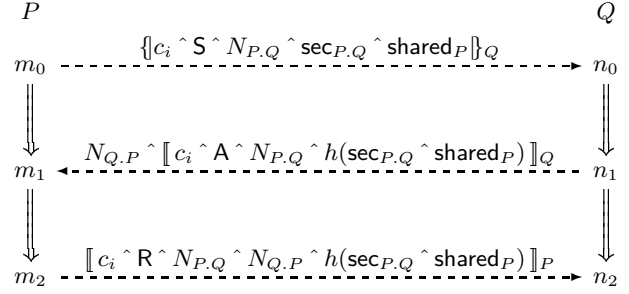 P Q
{|c_i ˆ S ˆ N_{P.Q} ˆ sec_{P.Q} ˆ shared_P|}_Q
m_0 n_0
N_{Q.P} ˆ ⟦ c_i ˆ A ˆ N_{P.Q} ˆ h(sec_{P.Q} ˆ shared_P) ⟧_Q
m_1 n_1
⟦ c_i ˆ R ˆ N_{P.Q} ˆ N_{Q.P} ˆ h(sec_{P.Q} ˆ shared_P) ⟧_P
m_2 n_2